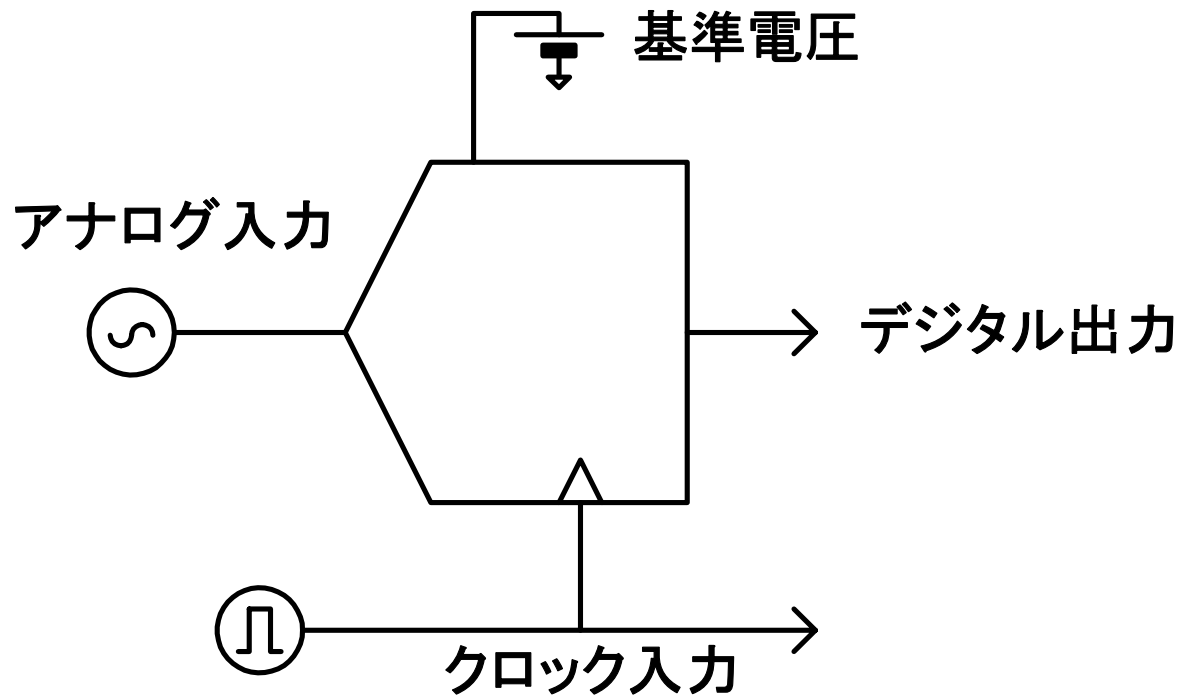 基準電圧
アナログ入力
デジタル出力
クロック入力